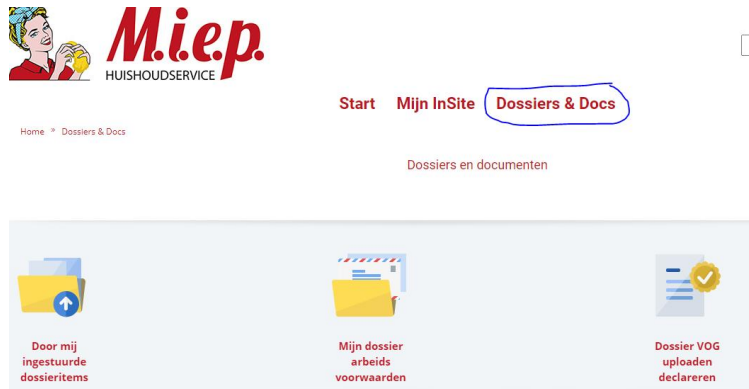 M.i.e.p.
HUISHOUDSERVICE
Start Mijn InSite Dossiers & Docs
Home » Dossiers & Docs
Dossiers en documenten
Door mij
ingestuurde
dossieritems
Mijn dossier
arbeids
voorwaarden
Dossier VOG
uploaden
declareren